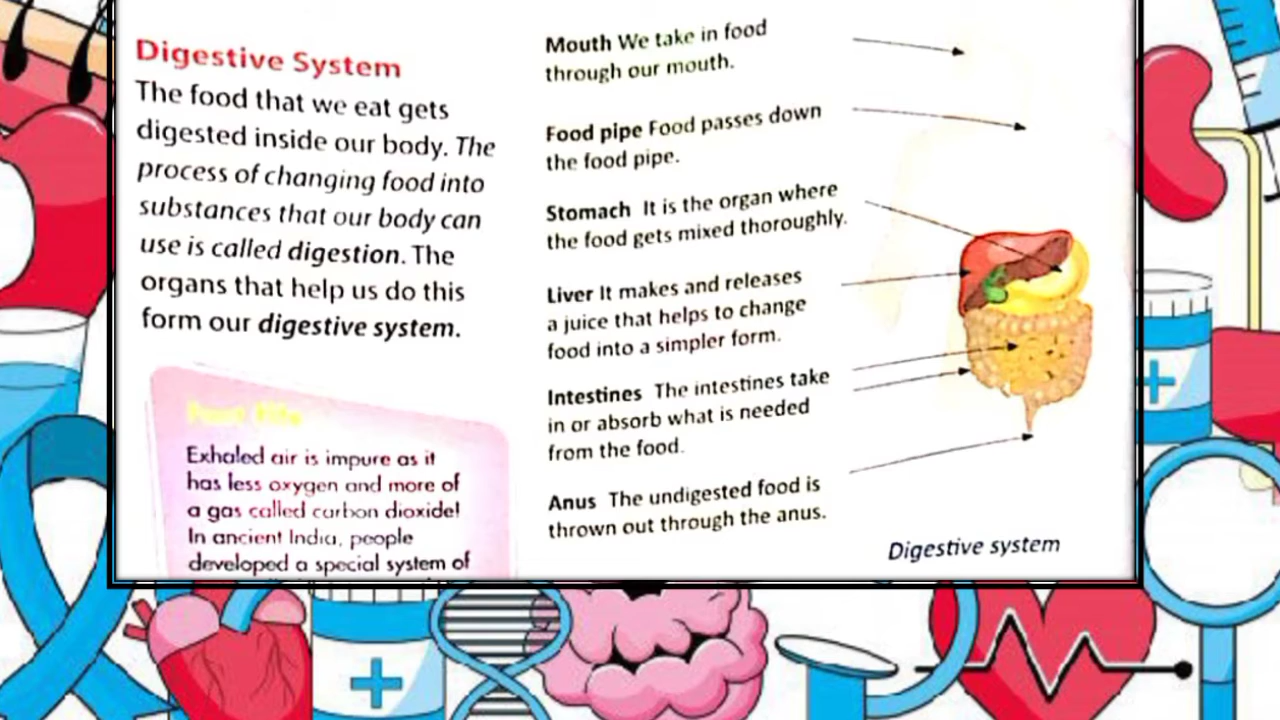 Digestive System
The food that we eat gets
digested inside our body. The
process of changing food into
substances that our body can
use is called digestion. The
organs that help us do this
form our digestive system.
Exhaled air is impure as it
has less oxygen and more of
a gas called carbon dioxide!
In ancient India, people
developed a special system of
Mouth We take in food
through our mouth.
Food pipe Food passes down
the food pipe.
Stomach It is the organ where
the food gets mixed thoroughly.
Liver It makes and releases
a juice that helps to change
food into a simpler form.
Intestines The intestines take
in or absorb what is needed
from the food.
Anus The undigested food is
thrown out through the anus.
Digestive system